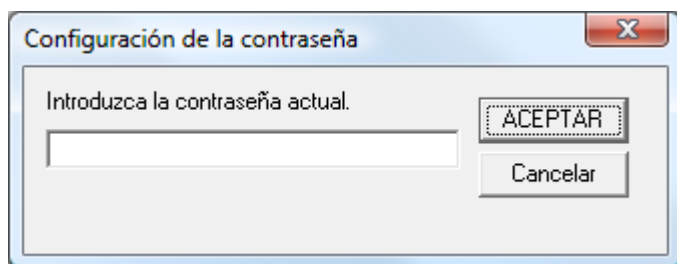 Configuración de la contraseña
Introduzca la contraseña actual.
ACEPTAR
Cancelar